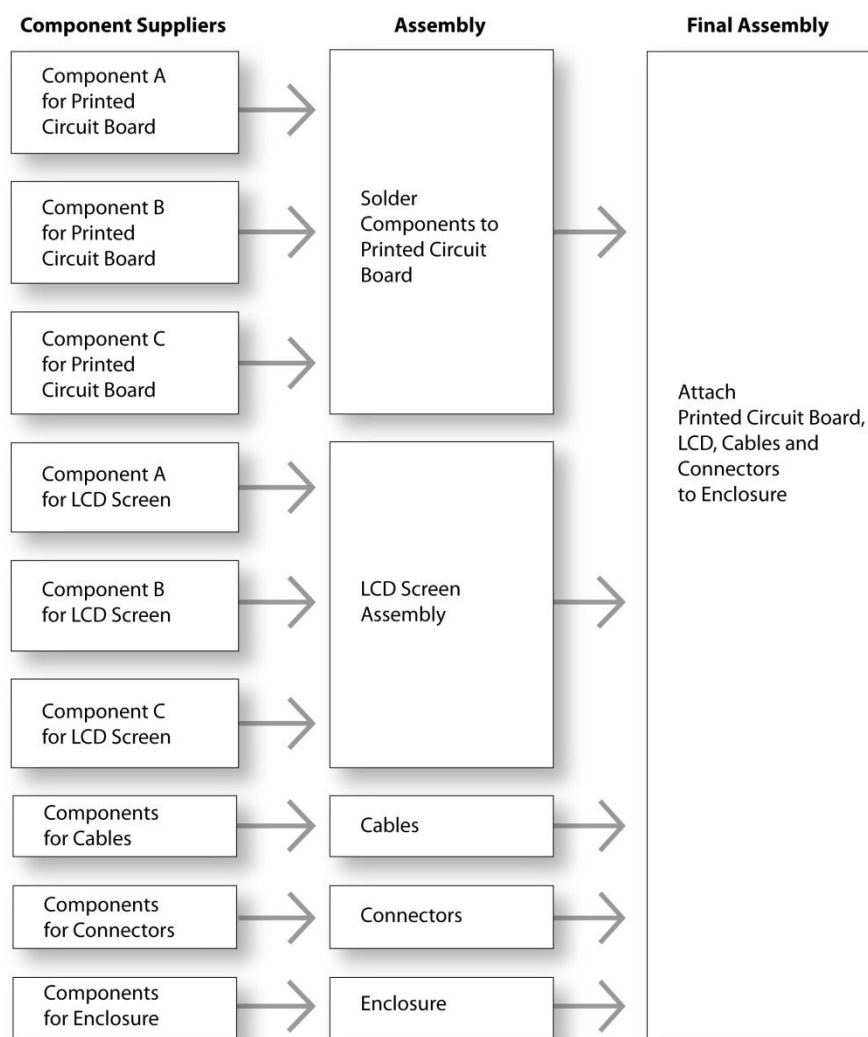 Component Suppliers
Assembly
Final Assembly
Component A
for Printed
Circuit Board
Component B
for Printed
Circuit Board
Component C
for Printed
Circuit Board
Component A
for LCD Screen
Component B
for LCD Screen
Component C
for LCD Screen
Components
for Cables
Components
for Connectors
Components
for Enclosure
Solder
Components to
Printed Circuit
Board
LCD Screen
Assembly
Cables
Connectors
Enclosure
Attach
Printed Circuit Board,
LCD, Cables and
Connectors
to Enclosure